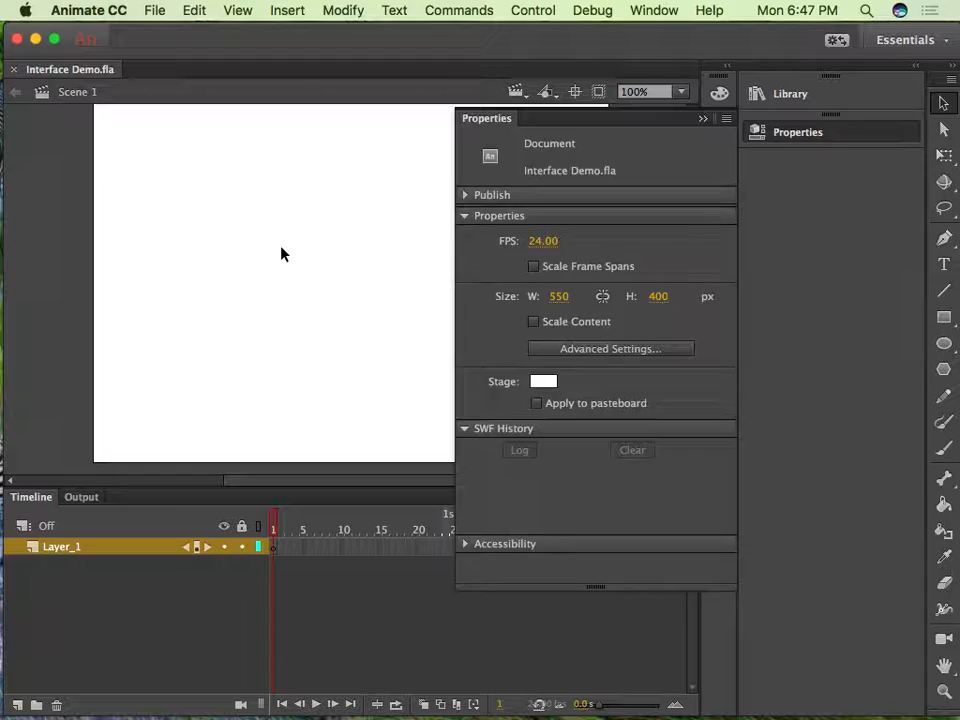 Animate CC File Edit View Insert Modify Text Commands Control Debug Window Help Mon 6:47 PM
An Essentials
Interface Demo.fla
Scene 1 100%
Library
Properties
Properties
Document
An
Interface Demo.fla
Publish
Properties
FPS: 24.00
Scale Frame Spans
Size: W: 550 H: 400 px
Scale Content
Advanced Settings...
Stage:
Apply to pasteboard
SWF History
Log Clear
Accessibility
Timeline Output
1s
Off 1 5 10 15 20
Layer_1
1 0.0 s